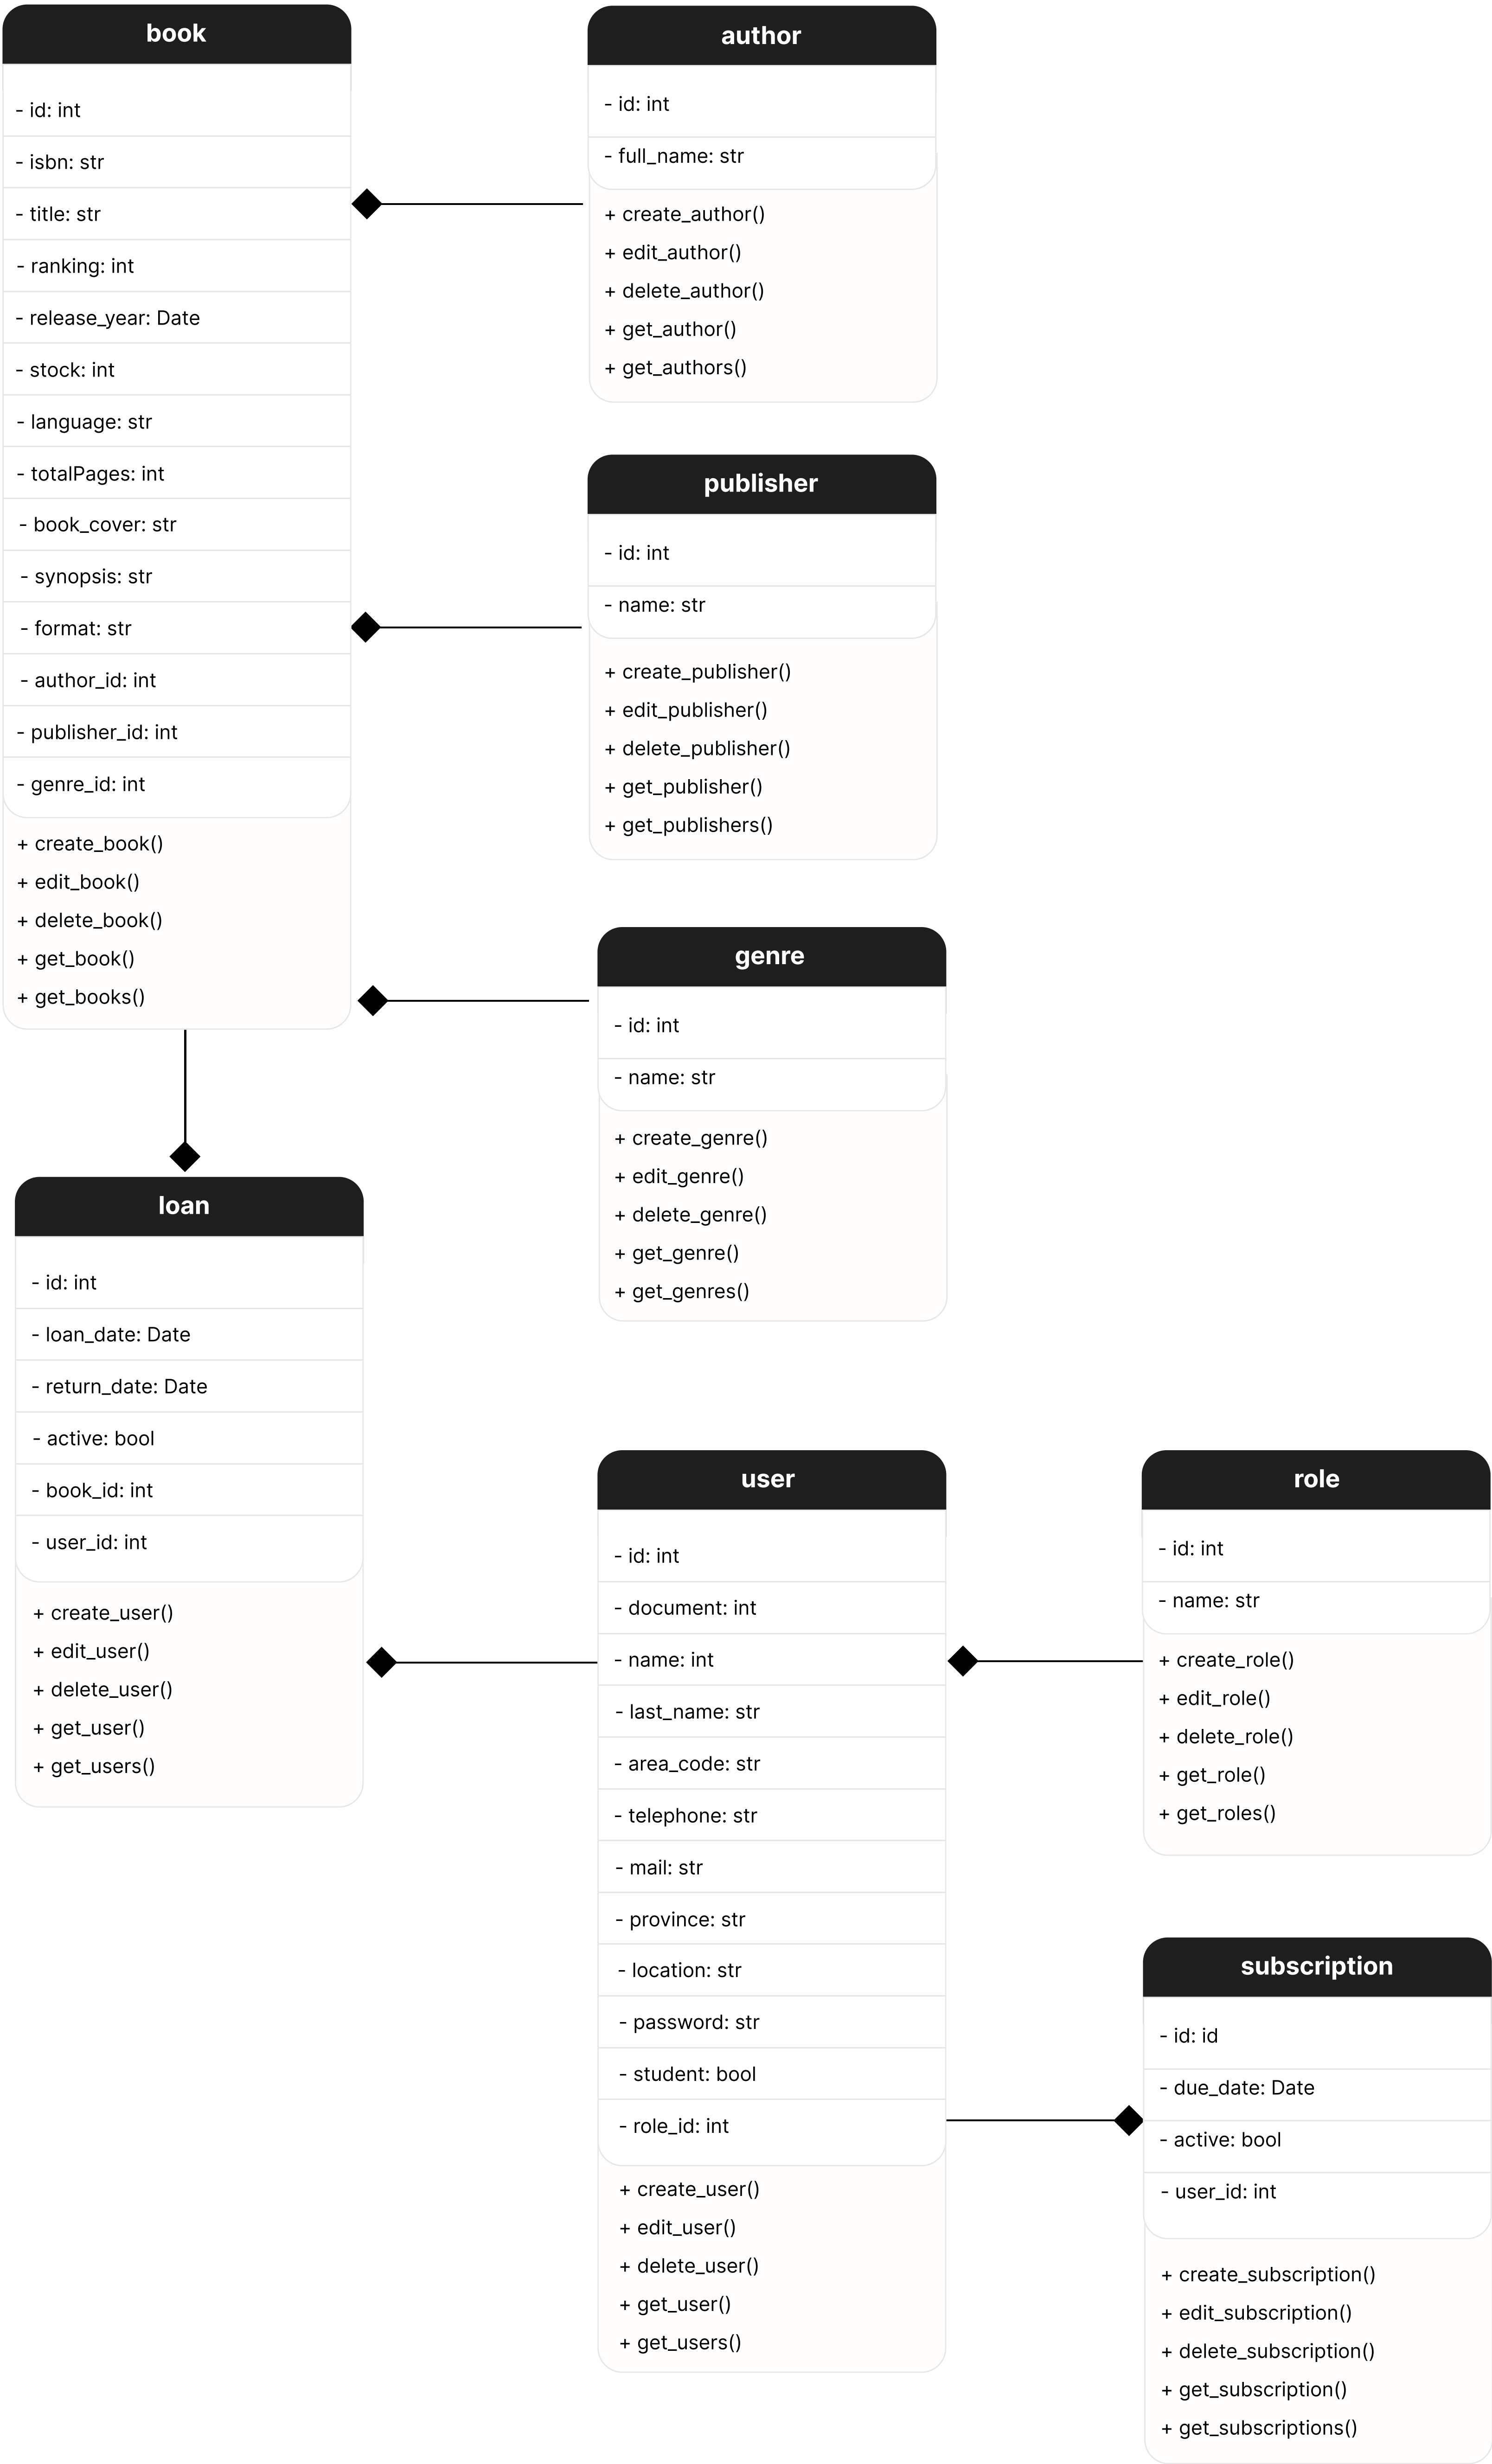 book
- id: int
- isbn: str
- title: str
- ranking: int
- release_year: Date
- stock: int
- language: str
- totalPages: int
- book_cover: str
- synopsis: str
- format: str
- author_id: int
- publisher_id: int
- genre_id: int
+ create_book()
+ edit_book()
+ delete_book()
+ get_book()
+ get_books()
author
- id: int
- full_name: str
+ create_author()
+ edit_author()
+ delete_author()
+ get_author()
+ get_authors()
publisher
- id: int
- name: str
+ create_publisher()
+ edit_publisher()
+ delete_publisher()
+ get_publisher()
+ get_publishers()
genre
- id: int
- name: str
+ create_genre()
+ edit_genre()
+ delete_genre()
+ get_genre()
+ get_genres()
loan
- id: int
- loan_date: Date
- return_date: Date
- active: bool
- book_id: int
- user_id: int
+ create_user()
+ edit_user()
+ delete_user()
+ get_user()
+ get_users()
user
- id: int
- document: int
- name: int
- last_name: str
- area_code: str
- telephone: str
- mail: str
- province: str
- location: str
- password: str
- student: bool
- role_id: int
+ create_user()
+ edit_user()
+ delete_user()
+ get_user()
+ get_users()
role
- id: int
- name: str
+ create_role()
+ edit_role()
+ delete_role()
+ get_role()
+ get_roles()
subscription
- id: id
- due_date: Date
- active: bool
- user_id: int
+ create_subscription()
+ edit_subscription()
+ delete_subscription()
+ get_subscription()
+ get_subscriptions()